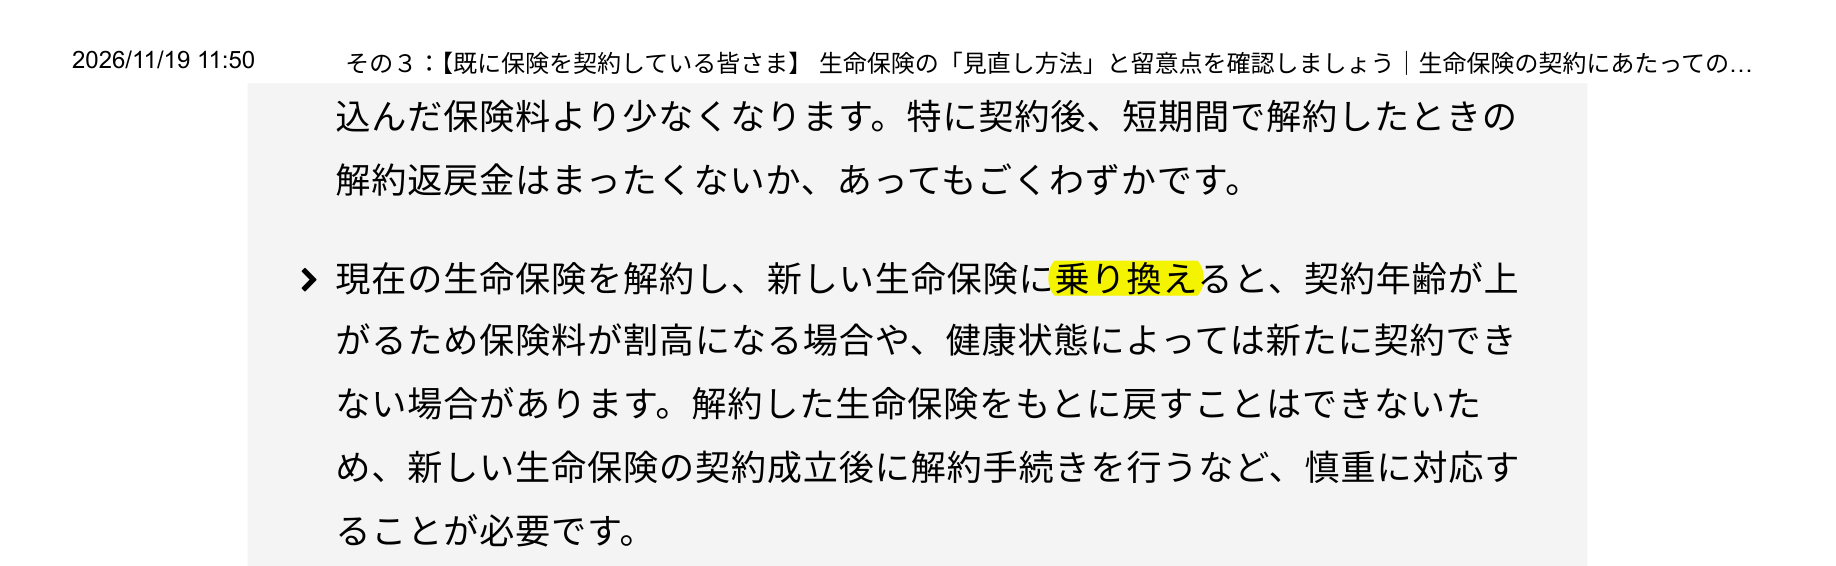 2026/11/19 11:50 その３：【既に保険を契約している皆さま】 生命保険の「見直し方法」と留意点を確認しましょう｜生命保険の契約にあたっての…
込んだ保険料より少なくなります。特に契約後、短期間で解約したときの
解約返戻金はまったくないか、あってもごくわずかです。
現在の生命保険を解約し、新しい生命保険に乗り換えると、契約年齢が上
がるため保険料が割高になる場合や、健康状態によっては新たに契約でき
ない場合があります。解約した生命保険をもとに戻すことはできないた
め、新しい生命保険の契約成立後に解約手続きを行うなど、慎重に対応す
ることが必要です。